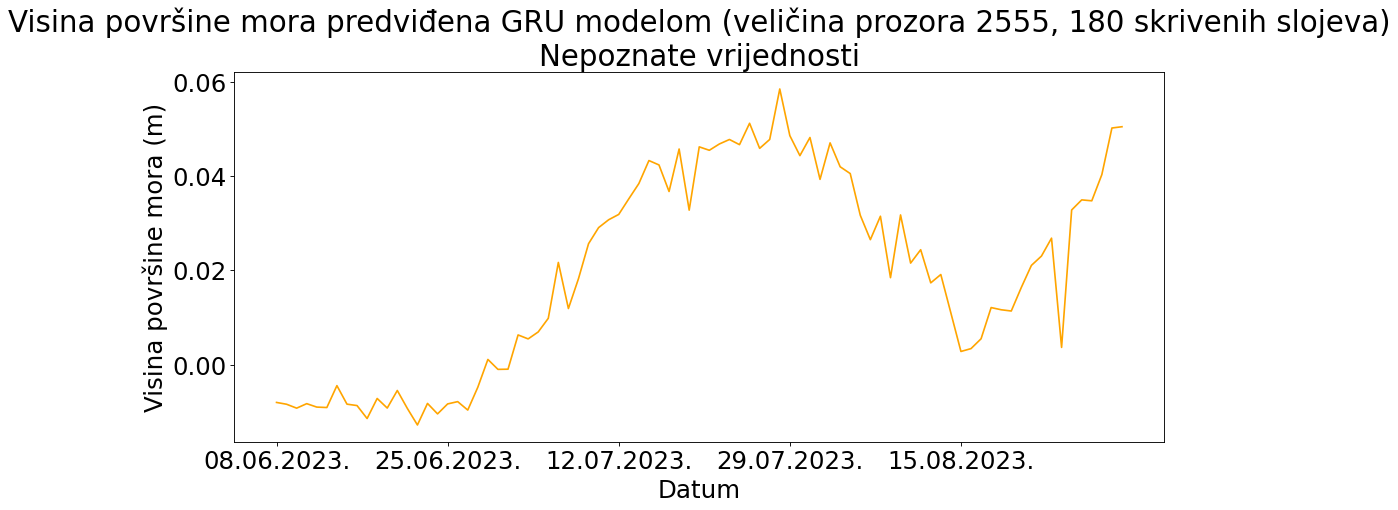 Visina površine mora predviđena GRU modelom (veličina prozora 2555, 180 skrivenih slojeva)
Nepoznate vrijednosti
Visina površine mora (m)
0.06
0.04
0.02
0.00
08.06.2023.
25.06.2023.
12.07.2023.
29.07.2023.
15.08.2023.
Datum